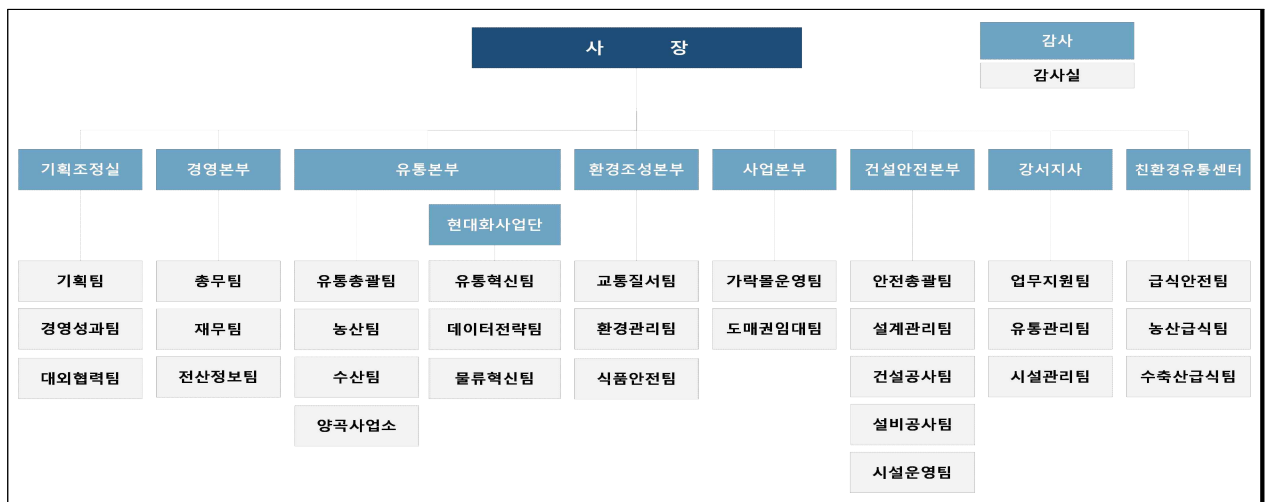 사 장
감사
감사실
기획조정실 경영본부 유통본부 환경조성본부 사업본부 건설안전본부 강서지사 친환경유통센터
현대화사업단
기획팀 총무팀 유통총괄팀 유통혁신팀 교통질서팀 가락몰운영팀 안전총괄팀 업무지원팀 급식안전팀
경영성과팀 재무팀 농산팀 데이터전략팀 환경관리팀 도매권임대팀 설계관리팀 유통관리팀 농산급식팀
대외협력팀 전산정보팀 수산팀 물류혁신팀 식품안전팀 건설공사팀 시설관리팀 수축산급식팀
양곡사업소 설비공사팀
시설운영팀